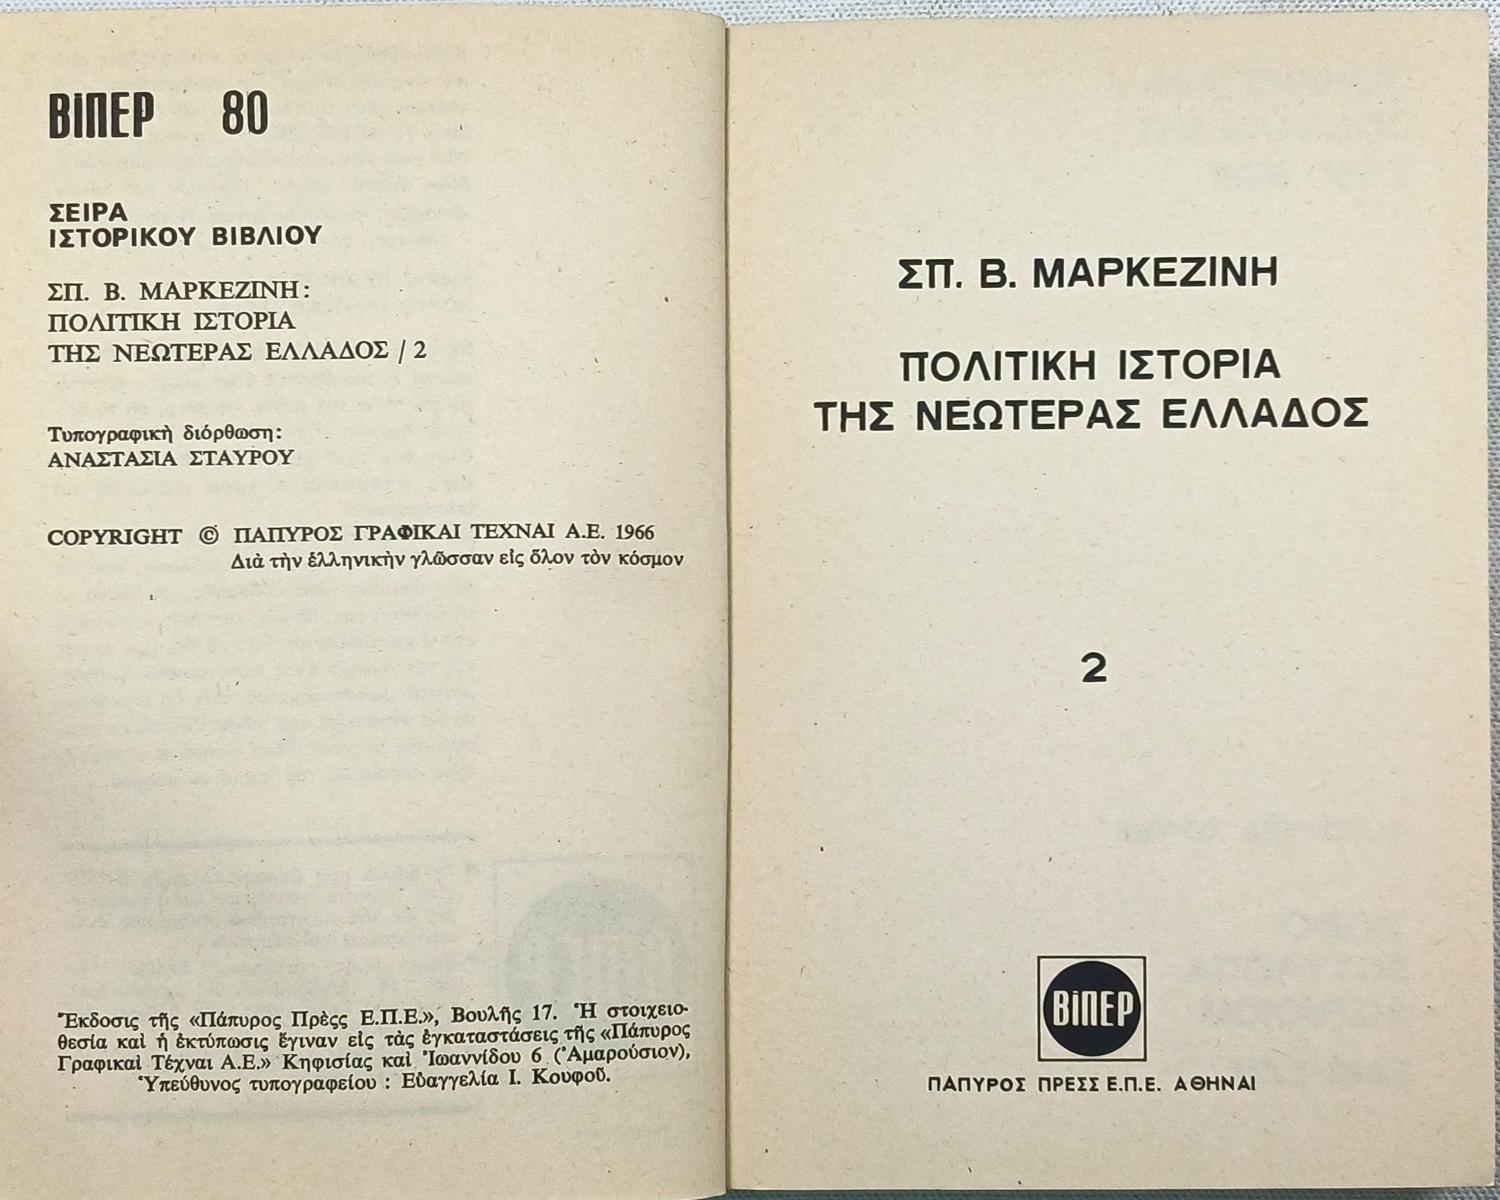 ΒΙΠΕΡ 80
ΣΕΙΡΑ
ΙΣΤΟΡΙΚΟΥ ΒΙΒΛΙΟΥ
ΣΠ. Β. ΜΑΡΚΕΖΙΝΗ:
ΠΟΛΙΤΙΚΗ ΙΣΤΟΡΙΑ
ΤΗΣ ΝΕΩΤΕΡΑΣ ΕΛΛΑΔΟΣ / 2
Τυπογραφικὴ διόρθωση:
ΑΝΑΣΤΑΣΙΑ ΣΤΑΥΡΟΥ
COPYRIGHT © ΠΑΠΥΡΟΣ ΓΡΑΦΙΚΑΙ ΤΕΧΝΑΙ Α.Ε. 1966
Διὰ τὴν ἑλληνικὴν γλῶσσαν εἰς ὅλον τὸν κόσμον
Ἔκδοσις τῆς «Πάπυρος Πρὲςς Ε.Π.Ε.», Βουλῆς 17. Ἡ στοιχειο-
θεσία καὶ ἡ ἐκτύπωσις ἔγιναν εἰς τὰς ἐγκαταστάσεις τῆς «Πάπυρος
Γραφικαὶ Τέχναι Α.Ε.» Κηφισίας καὶ Ἰωαννίδου 6 (Ἀμαρούσιον),
Ὑπεύθυνος τυπογραφείου : Εὐαγγελία Ι. Κουφοῦ.
ΣΠ. Β. ΜΑΡΚΕΖΙΝΗ
ΠΟΛΙΤΙΚΗ ΙΣΤΟΡΙΑ
ΤΗΣ ΝΕΩΤΕΡΑΣ ΕΛΛΑΔΟΣ
2
ΒΙΠΕΡ
ΠΑΠΥΡΟΣ ΠΡΕΣΣ Ε.Π.Ε. ΑΘΗΝΑΙ